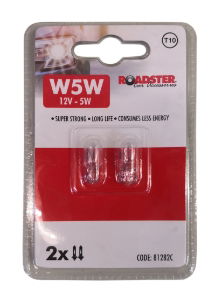 T10
W5W
12V - 5W
ROADSTER
Car Accessories
• SUPER STRONG • LONG LIFE • CONSUMES LESS ENERGY
2x
CODE: 81282C